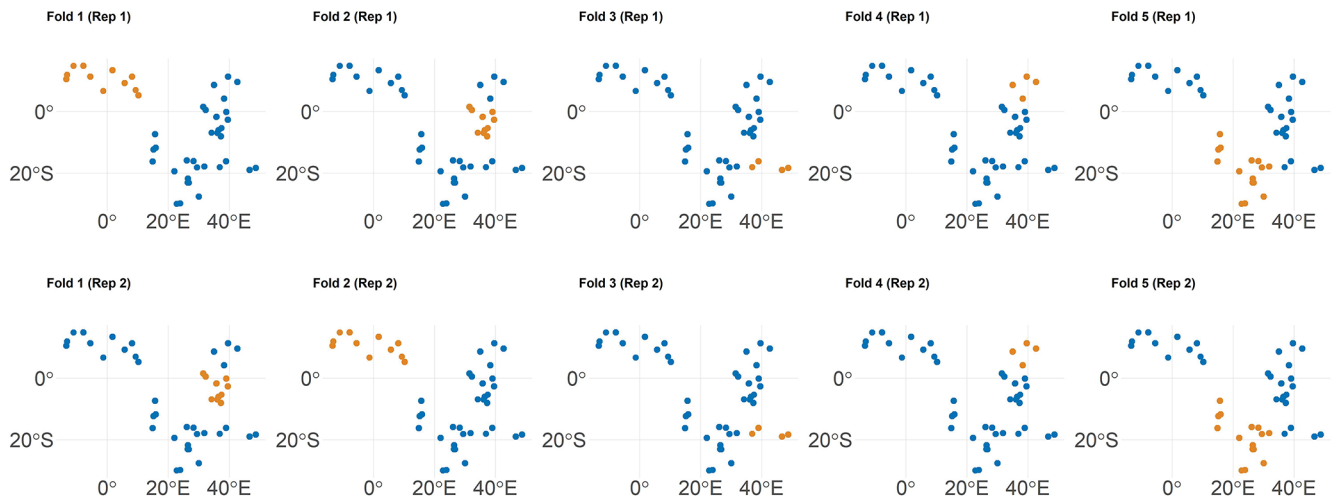 Fold 1 (Rep 1) Fold 2 (Rep 1) Fold 3 (Rep 1) Fold 4 (Rep 1) Fold 5 (Rep 1)
0° 0° 0° 0° 0°
20°S 20°S 20°S 20°S 20°S
0° 20°E 40°E 0° 20°E 40°E 0° 20°E 40°E 0° 20°E 40°E 0° 20°E 40°E
Fold 1 (Rep 2) Fold 2 (Rep 2) Fold 3 (Rep 2) Fold 4 (Rep 2) Fold 5 (Rep 2)
0° 0° 0° 0° 0°
20°S 20°S 20°S 20°S 20°S
0° 20°E 40°E 0° 20°E 40°E 0° 20°E 40°E 0° 20°E 40°E 0° 20°E 40°E